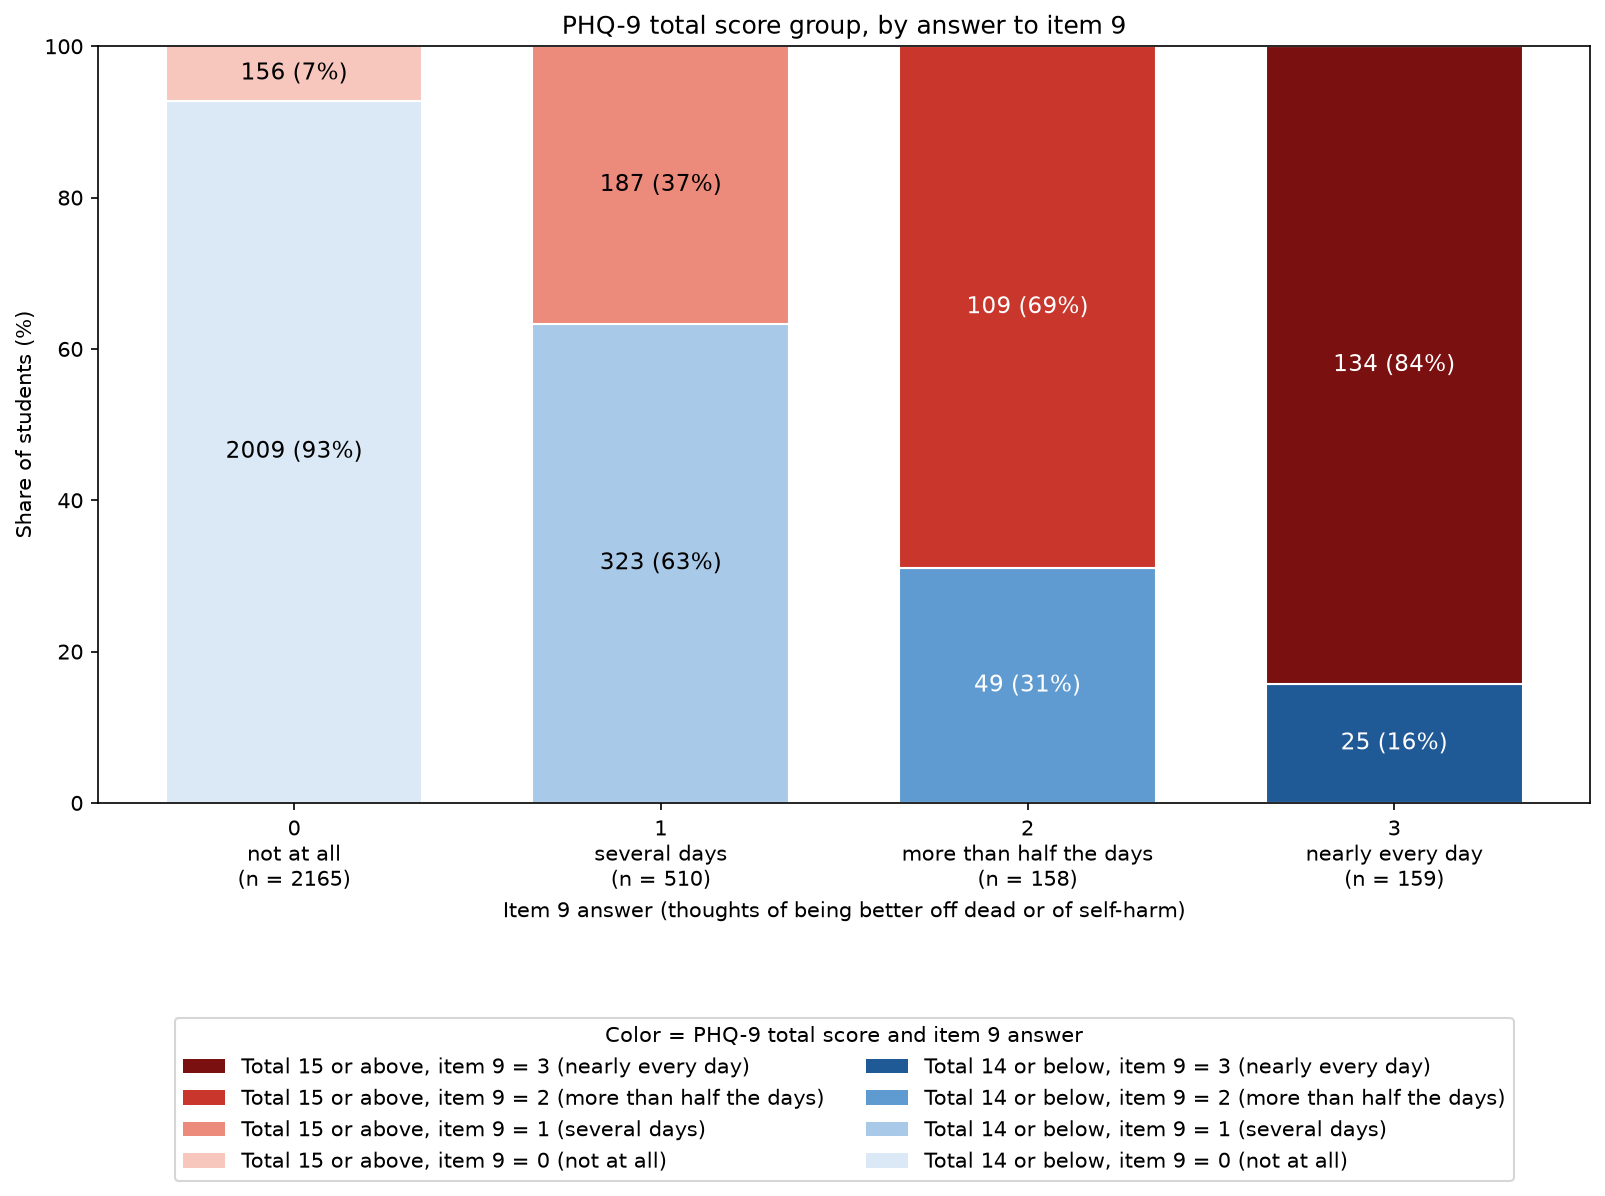 PHQ-9 total score group, by answer to item 9
Share of students (%)
100
80
60
40
20
0
156 (7%)
2009 (93%)
187 (37%)
323 (63%)
109 (69%)
49 (31%)
134 (84%)
25 (16%)
0
not at all
(n = 2165)
1
several days
(n = 510)
2
more than half the days
(n = 158)
3
nearly every day
(n = 159)
Item 9 answer (thoughts of being better off dead or of self-harm)
Color = PHQ-9 total score and item 9 answer
Total 15 or above, item 9 = 3 (nearly every day)
Total 15 or above, item 9 = 2 (more than half the days)
Total 15 or above, item 9 = 1 (several days)
Total 15 or above, item 9 = 0 (not at all)
Total 14 or below, item 9 = 3 (nearly every day)
Total 14 or below, item 9 = 2 (more than half the days)
Total 14 or below, item 9 = 1 (several days)
Total 14 or below, item 9 = 0 (not at all)